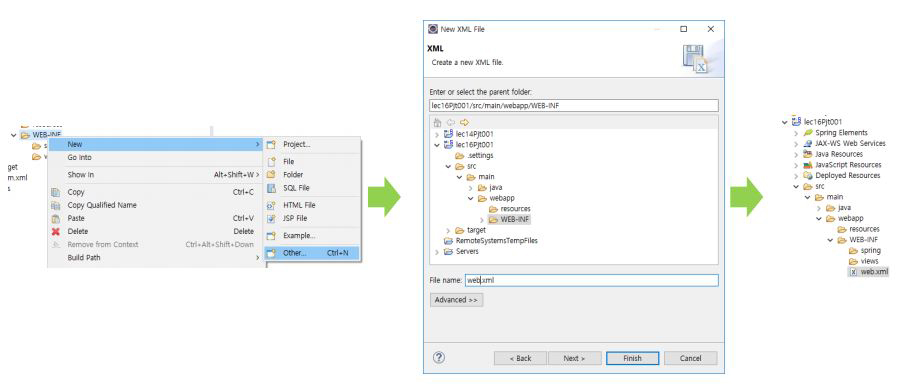 WEB-INF
New
Go Into
Show In Alt+Shift+W >
Copy Ctrl+C
Copy Qualified Name
Paste Ctrl+V
Delete Delete
Remove from Context Ctrl+Alt+Shift+Down
Build Path
Project...
File
Folder
SQL File
HTML File
JSP File
Example...
Other... Ctrl+N
New XML File
XML
Create a new XML file.
Enter or select the parent folder:
lec16Pjt001/src/main/webapp/WEB-INF
lec14Pjt001
lec16Pjt001
.settings
src
main
java
webapp
resources
WEB-INF
target
RemoteSystemsTempFiles
Servers
File name: web.xml
Advanced >>
< Back Next > Finish Cancel
lec16Pjt001
Spring Elements
JAX-WS Web Services
Java Resources
JavaScript Resources
Deployed Resources
src
main
java
webapp
resources
WEB-INF
spring
views
web.xml